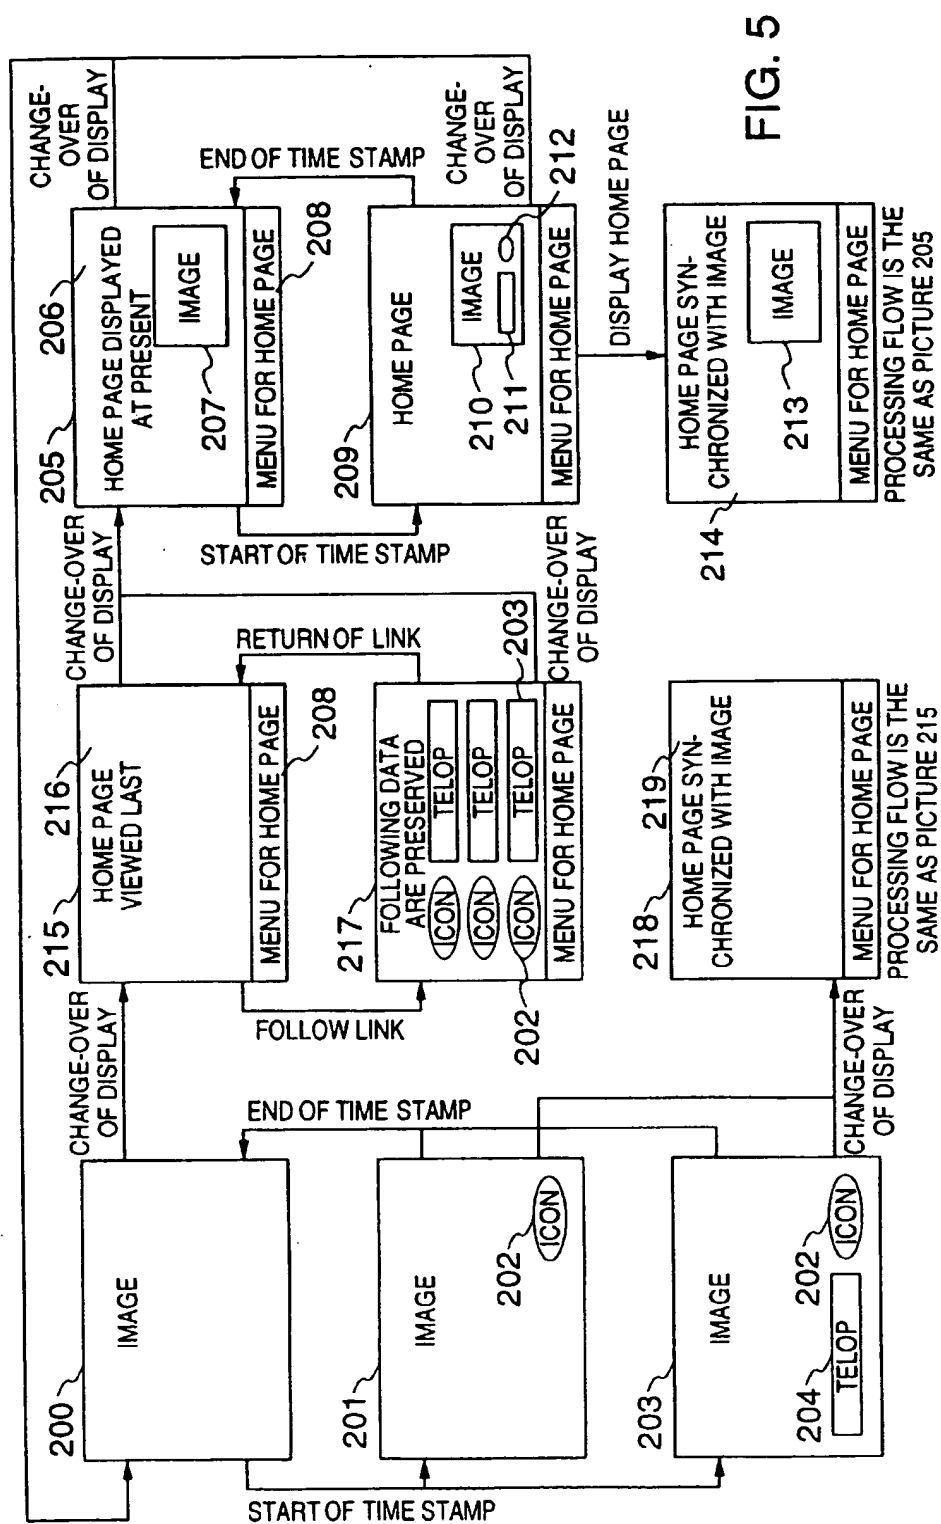 CHANGE-OVER
OF DISPLAY
200
IMAGE
START OF TIME STAMP
END OF TIME STAMP
201
IMAGE
202
ICON
203
IMAGE
204
TELOP
202
ICON
CHANGE-OVER
OF DISPLAY
215
216
HOME PAGE
VIEWED LAST
MENU FOR HOME PAGE
208
CHANGE-OVER
OF DISPLAY
FOLLOW LINK
RETURN OF LINK
217
FOLLOWING DATA
ARE PRESERVED
ICON
TELOP
ICON
TELOP
ICON
TELOP
202
203
MENU FOR HOME PAGE
CHANGE-OVER
OF DISPLAY
218
219
HOME PAGE SYN-
CHRONIZED WITH IMAGE
MENU FOR HOME PAGE
PROCESSING FLOW IS THE
SAME AS PICTURE 215
205
206
HOME PAGE DISPLAYED
AT PRESENT
IMAGE
207
MENU FOR HOME PAGE
208
CHANGE-
OVER
OF DISPLAY
START OF TIME STAMP
END OF TIME STAMP
209
HOME PAGE
210
IMAGE
211
212
MENU FOR HOME PAGE
CHANGE-
OVER
OF DISPLAY
DISPLAY HOME PAGE
214
HOME PAGE SYN-
CHRONIZED WITH IMAGE
213
IMAGE
MENU FOR HOME PAGE
PROCESSING FLOW IS THE
SAME AS PICTURE 205
FIG. 5